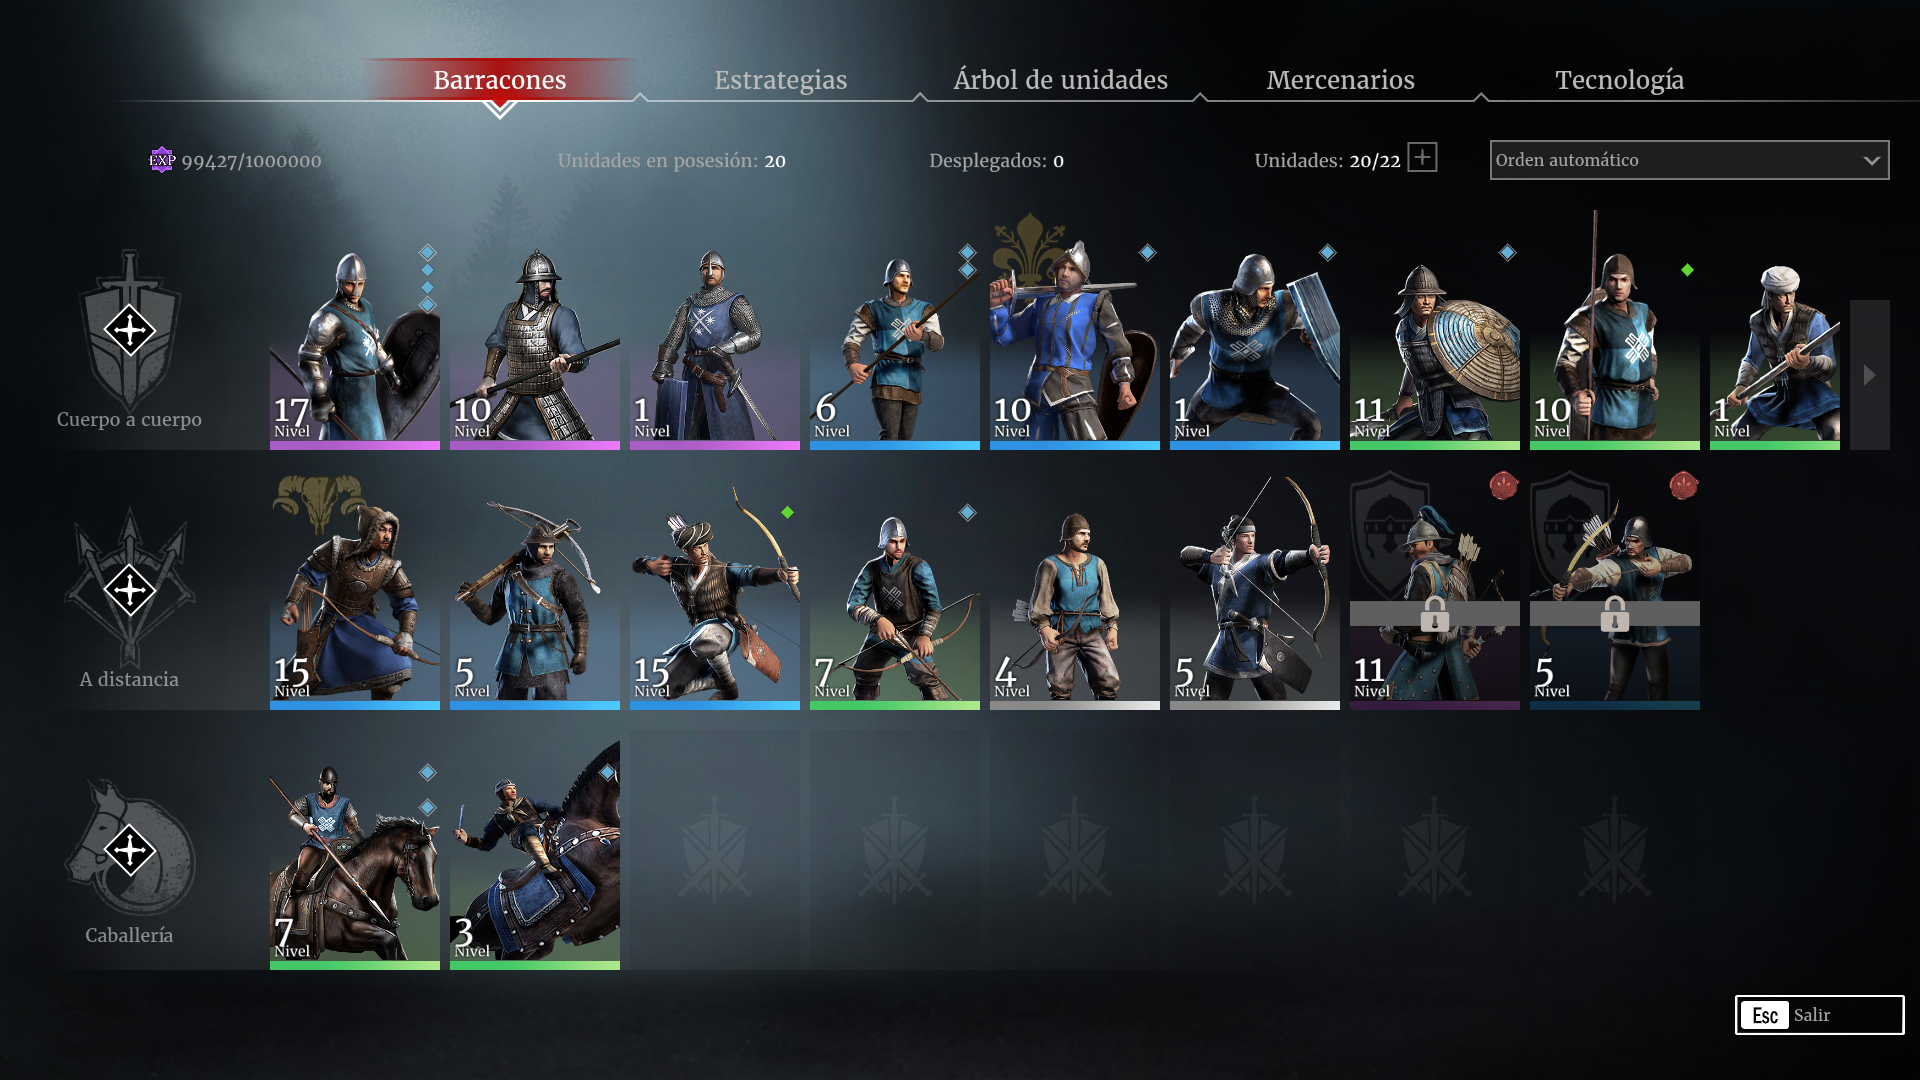 Barracones
Estrategias
Árbol de unidades
Mercenarios
Tecnología
EXP 99427/1000000
Unidades en posesión: 20
Desplegados: 0
Unidades: 20/22
Orden automático
Cuerpo a cuerpo
17 Nivel
10 Nivel
1 Nivel
6 Nivel
10 Nivel
1 Nivel
11 Nivel
10 Nivel
1 Nivel
A distancia
15 Nivel
5 Nivel
15 Nivel
7 Nivel
4 Nivel
5 Nivel
11 Nivel
5 Nivel
Caballería
7 Nivel
3 Nivel
Esc Salir